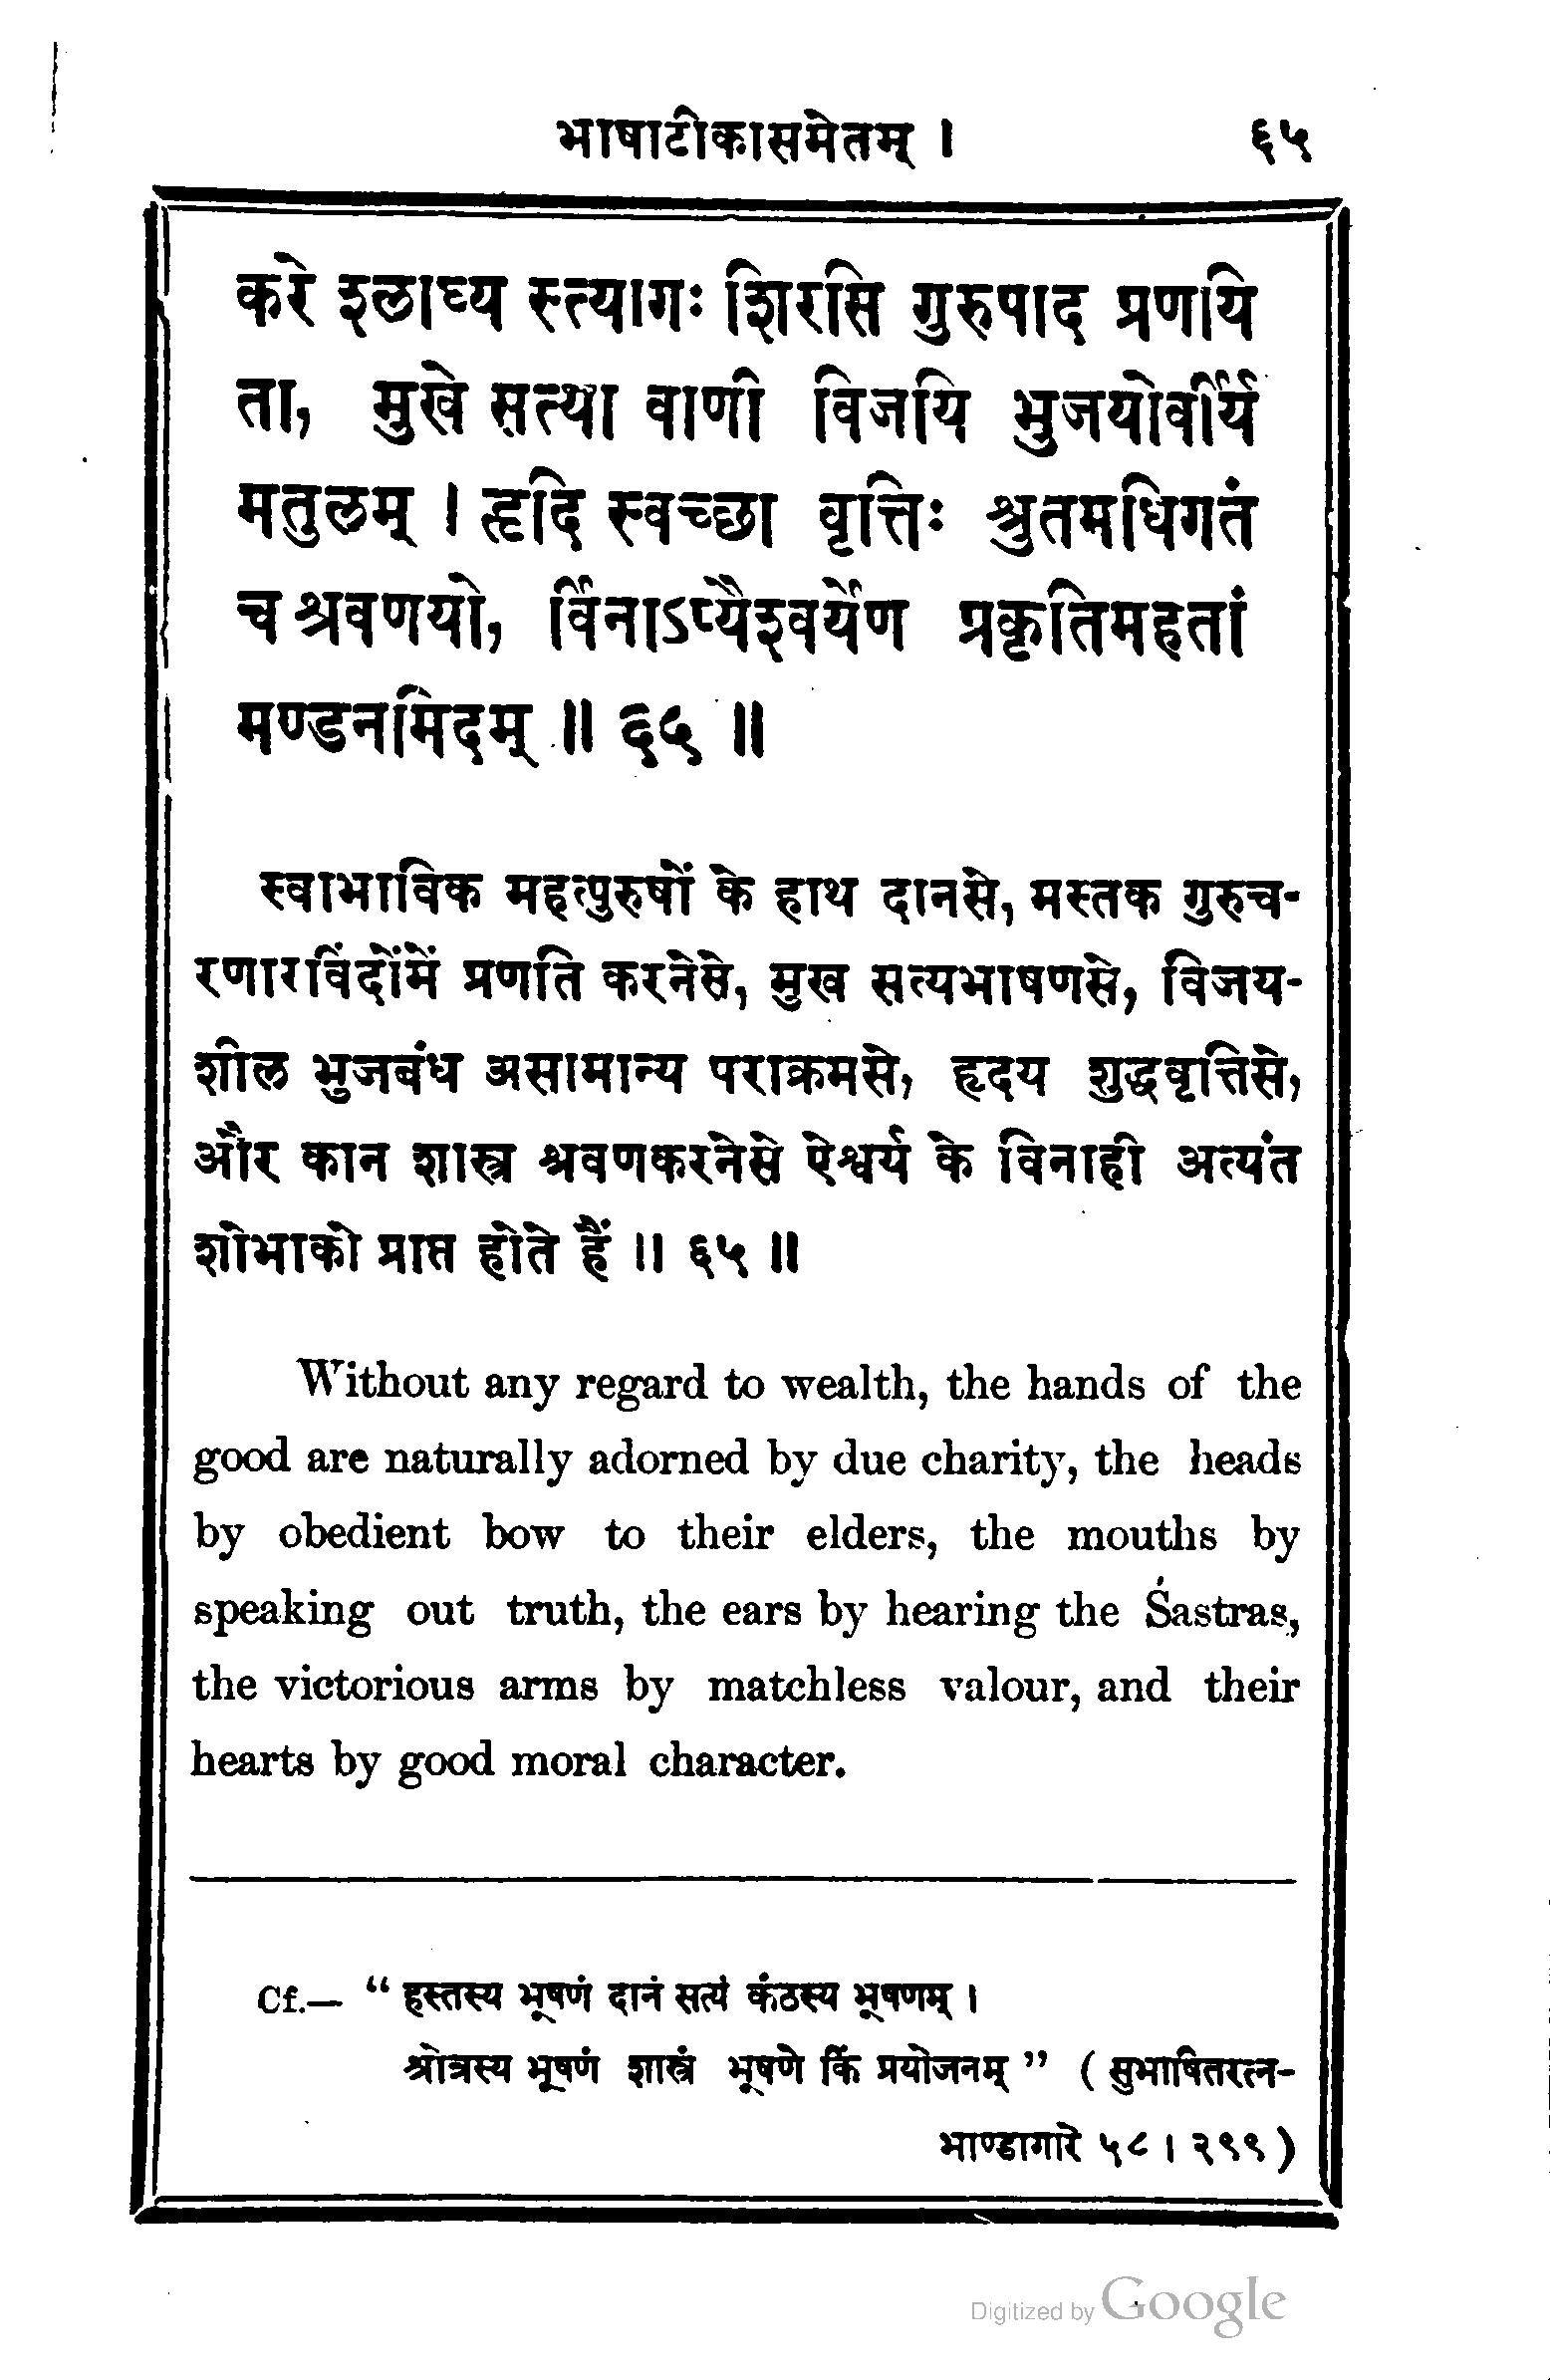 भाषाटीकासमेतम् । ६५
करे श्लाघ्य स्त्यागः शिरसि गुरुपाद प्रणयि
ता, मुखे सत्या वाणी विजयि भुजयोर्वीर्य
मतुलम् । हृदि स्वच्छा वृत्तिः श्रुतमधिगतं
च श्रवणयो, र्विनाऽप्यैश्वर्येण प्रकृतिमहतां
मण्डनमिदम् ॥ ६५ ॥
स्वाभाविक महत्पुरुषों के हाथ दानसे, मस्तक गुरुच-
रणारविंदोंमें प्रणति करनेसे, मुख सत्यभाषणसे, विजय-
शील भुजबंध असामान्य पराक्रमसे, हृदय शुद्धवृत्तिसे,
और कान शास्त्र श्रवणकरनेसे ऐश्वर्य के विनाही अत्यंत
शोभाको प्राप्त होते हैं ॥ ६५ ॥
Without any regard to wealth, the hands of the
good are naturally adorned by due charity, the heads
by obedient bow to their elders, the mouths by
speaking out truth, the ears by hearing the Śastras,
the victorious arms by matchless valour, and their
hearts by good moral character.
Cf.— “ हस्तस्य भूषणं दानं सत्यं कंठस्य भूषणम् ।
श्रोत्रस्य भूषणं शास्त्रं भूषणे किं प्रयोजनम् ” ( सुभाषितरत्न-
भाण्डागारे ५८ । २९९ )
Digitized by Google